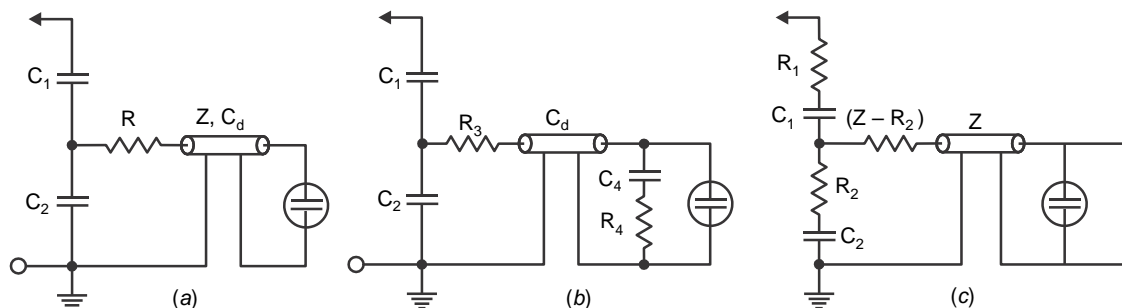 C1
R
Z, Cd
C2
(a)
C1
R3
Cd
C4
C2
R4
(b)
R1
C1
(Z – R2)
Z
R2
C2
(c)